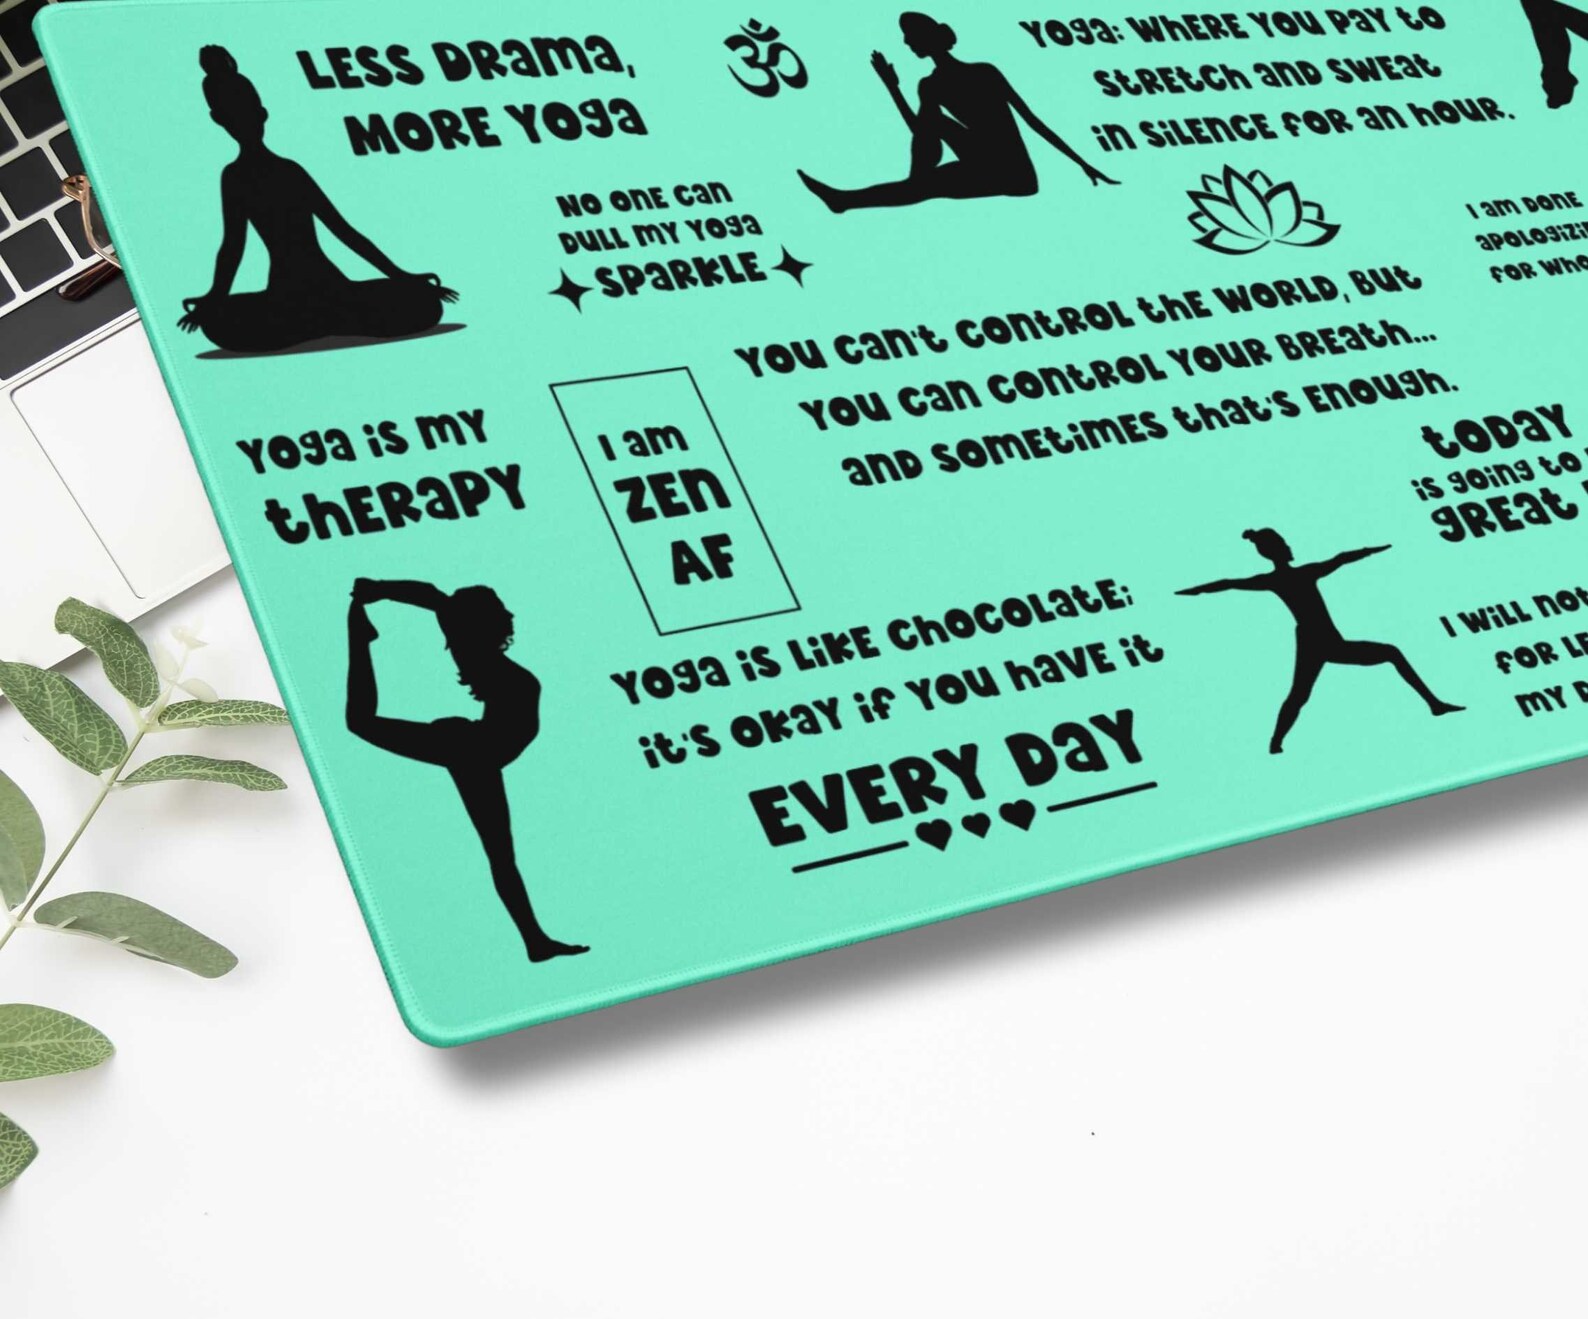 LESS DRama,
MORE YOga
ॐ
YOga: WHERE YOU Pay to
StREtCh and SWEat
in SilENCE fOR an hOUR.
NO ONE Can
DULL my YOga
SPaRKLE
I am DONE
You Can't COntROL thE WORLD, But
You Can COntROL YOUR BREath...
anD SOmEtimES that's EnOUgh.
YOga is my
thERaPY
I am
ZEn
AF
tODaY
is gOing tO
gREat
YOga is LiKE ChOCOLatE;
it's OKay if YOU haVE it
EVERY Day
I WiLL nOt
fOR
my